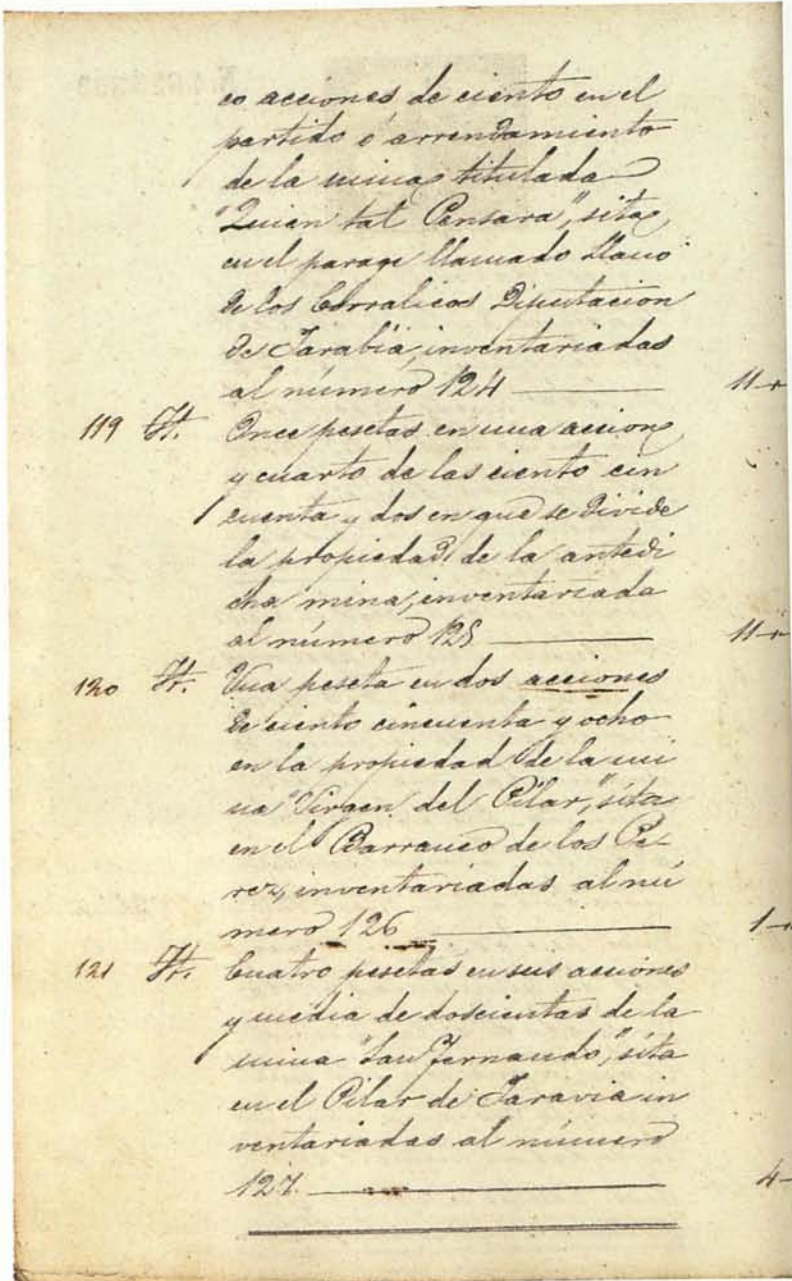 co acciones de ciento en el
partido ó arrendamiento
de la mina titulada
"Quien tal Pensara", sita
en el parage llamado Llano
de los Corralicos Diputacion
de Jarabia, inventariadas
al número 124 11
119 It. Once pesetas en una accion
y cuarto de las ciento cin
cuenta y dos en que se divide
la propiedad de la antedi
cha mina, inventariada
al número 125 11
120 It. Una peseta en dos acciones
de ciento cincuenta y ocho
en la propiedad de la mi
na "Virgen del Pilar", sita
en el Barranco de los Pe-
rez, inventariadas al nú
mero 126 1
121 It. Cuatro pesetas en seis acciones
y media de doscientas de la
mina "San Fernando", sita
en el Pilar de Jaravia in
ventariadas al número
127. 4